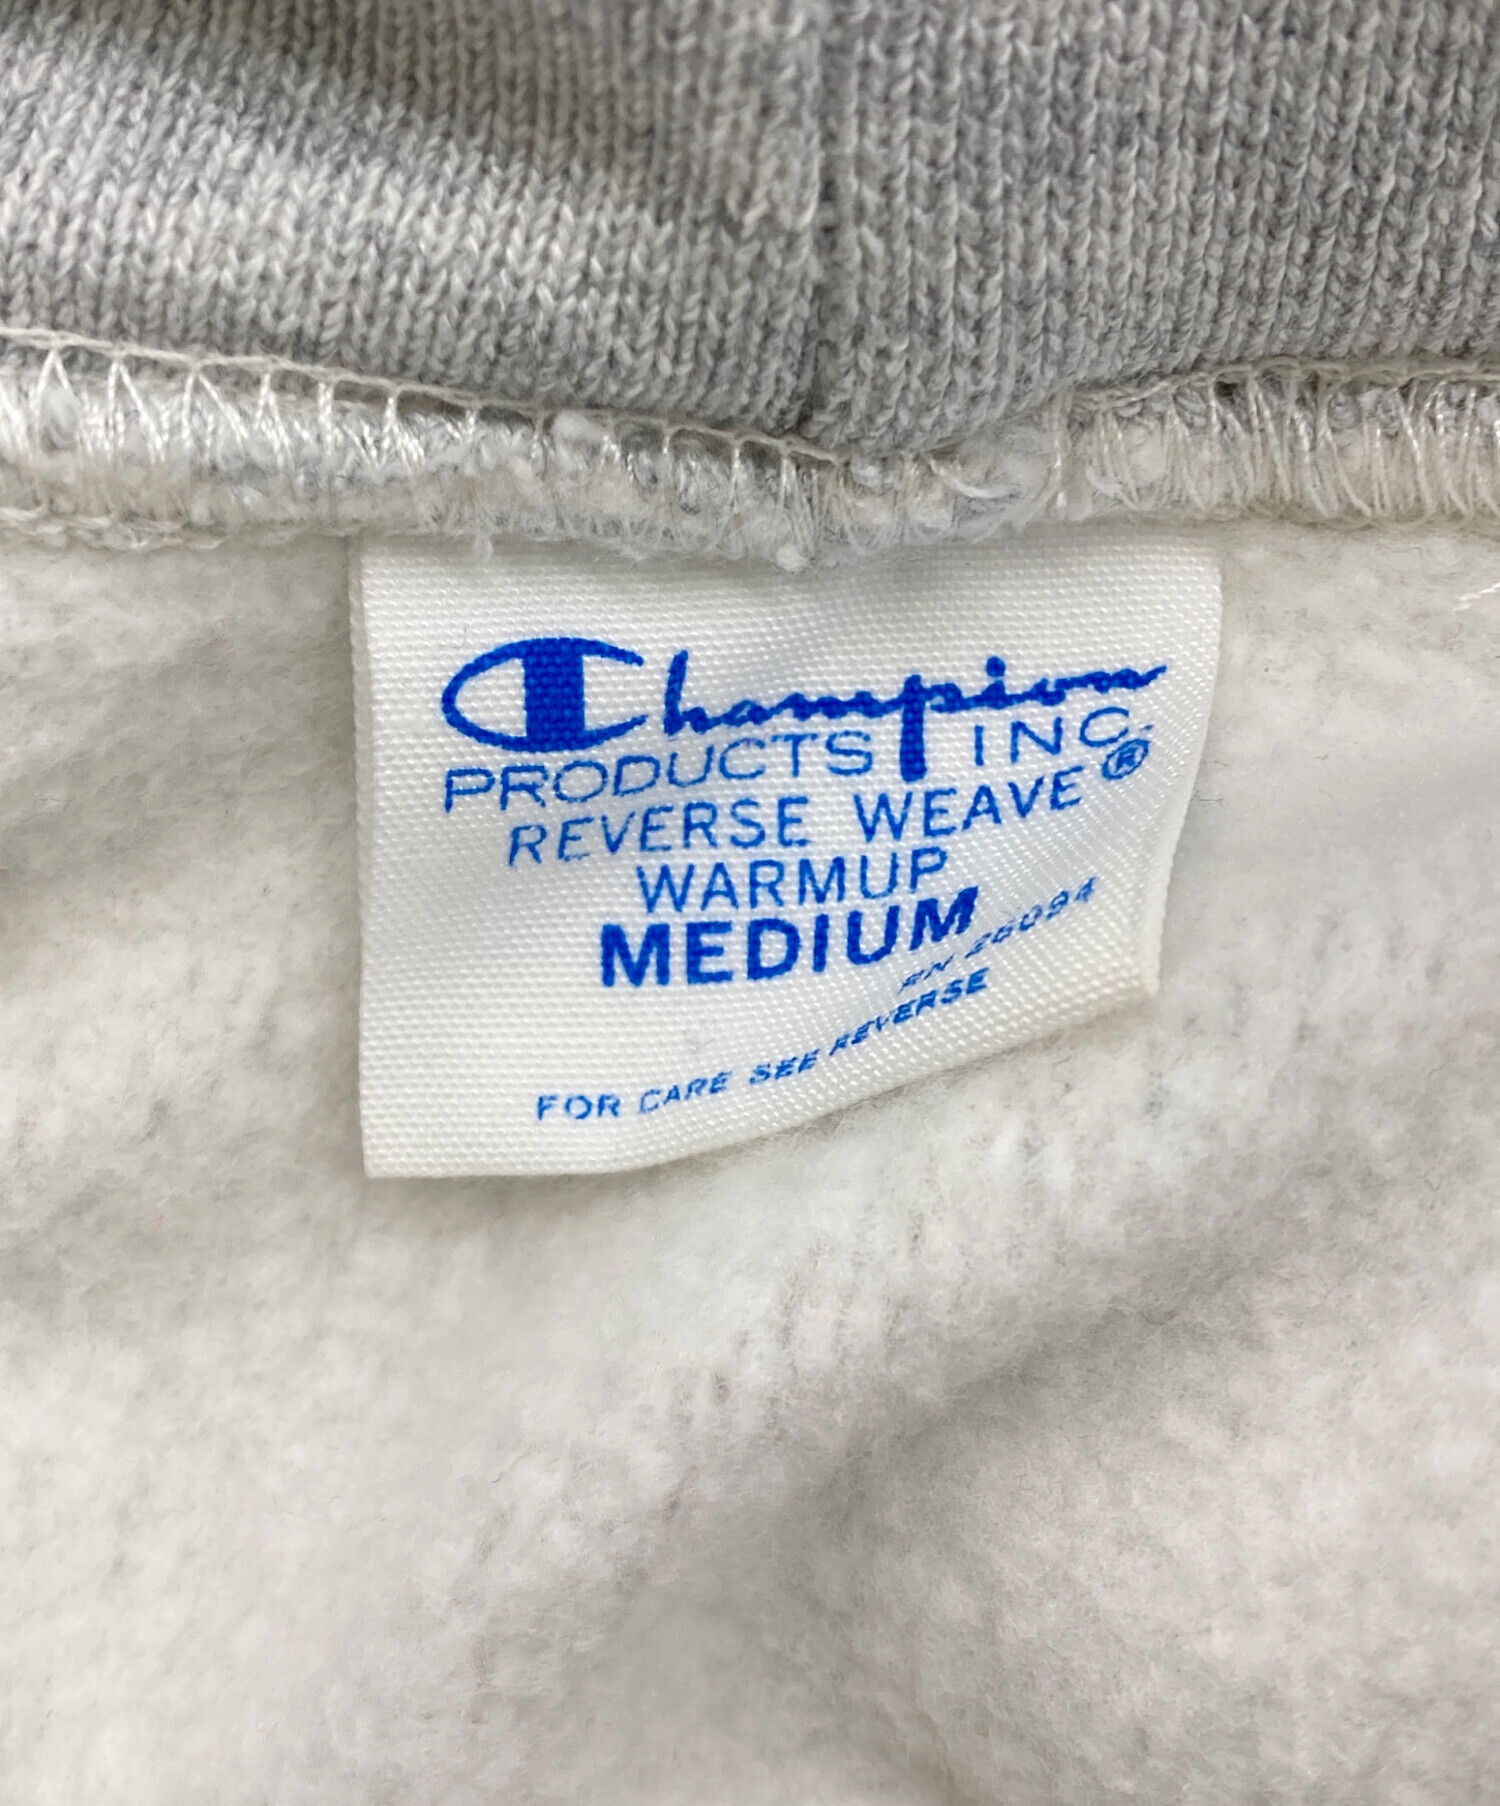 Champion
PRODUCTS INC.
REVERSE WEAVE®
WARMUP
MEDIUM
RN 26094
FOR CARE SEE REVERSE